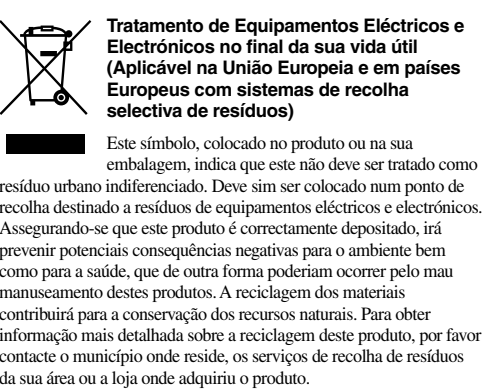 Tratamento de Equipamentos Eléctricos e
Electrónicos no final da sua vida útil
(Aplicável na União Europeia e em países
Europeus com sistemas de recolha
selectiva de resíduos)
Este símbolo, colocado no produto ou na sua
embalagem, indica que este não deve ser tratado como
resíduo urbano indiferenciado. Deve sim ser colocado num ponto de
recolha destinado a resíduos de equipamentos eléctricos e electrónicos.
Assegurando-se que este produto é correctamente depositado, irá
prevenir potenciais consequências negativas para o ambiente bem
como para a saúde, que de outra forma poderiam ocorrer pelo mau
manuseamento destes produtos. A reciclagem dos materiais
contribuirá para a conservação dos recursos naturais. Para obter
informação mais detalhada sobre a reciclagem deste produto, por favor
contacte o município onde reside, os serviços de recolha de resíduos
da sua área ou a loja onde adquiriu o produto.